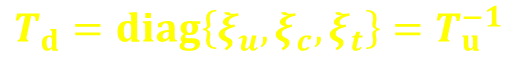 T_d = diag{ξ_u, ξ_c, ξ_t} = T_u^{-1}